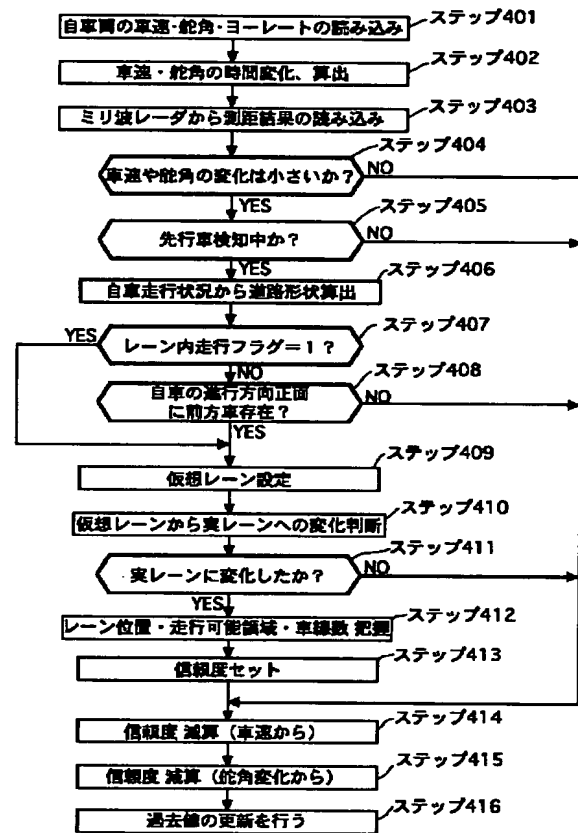 ステップ401
自車両の車速・舵角・ヨーレートの読み込み
ステップ402
車速・舵角の時間変化、算出
ステップ403
ミリ波レーダから測距結果の読み込み
ステップ404
車速や舵角の変化は小さいか？
NO
YES
ステップ405
先行車検知中か？
NO
YES
ステップ406
自車走行状況から道路形状算出
ステップ407
YES
レーン内走行フラグ＝1？
NO
ステップ408
自車の進行方向正面
に前方車存在？
NO
YES
ステップ409
仮想レーン設定
ステップ410
仮想レーンから実レーンへの変化判断
ステップ411
実レーンに変化したか？
NO
YES
ステップ412
レーン位置・走行可能領域・車線数 把握
ステップ413
信頼度セット
ステップ414
信頼度 減算（車速から）
ステップ415
信頼度 減算（舵角変化から）
ステップ416
過去値の更新を行う